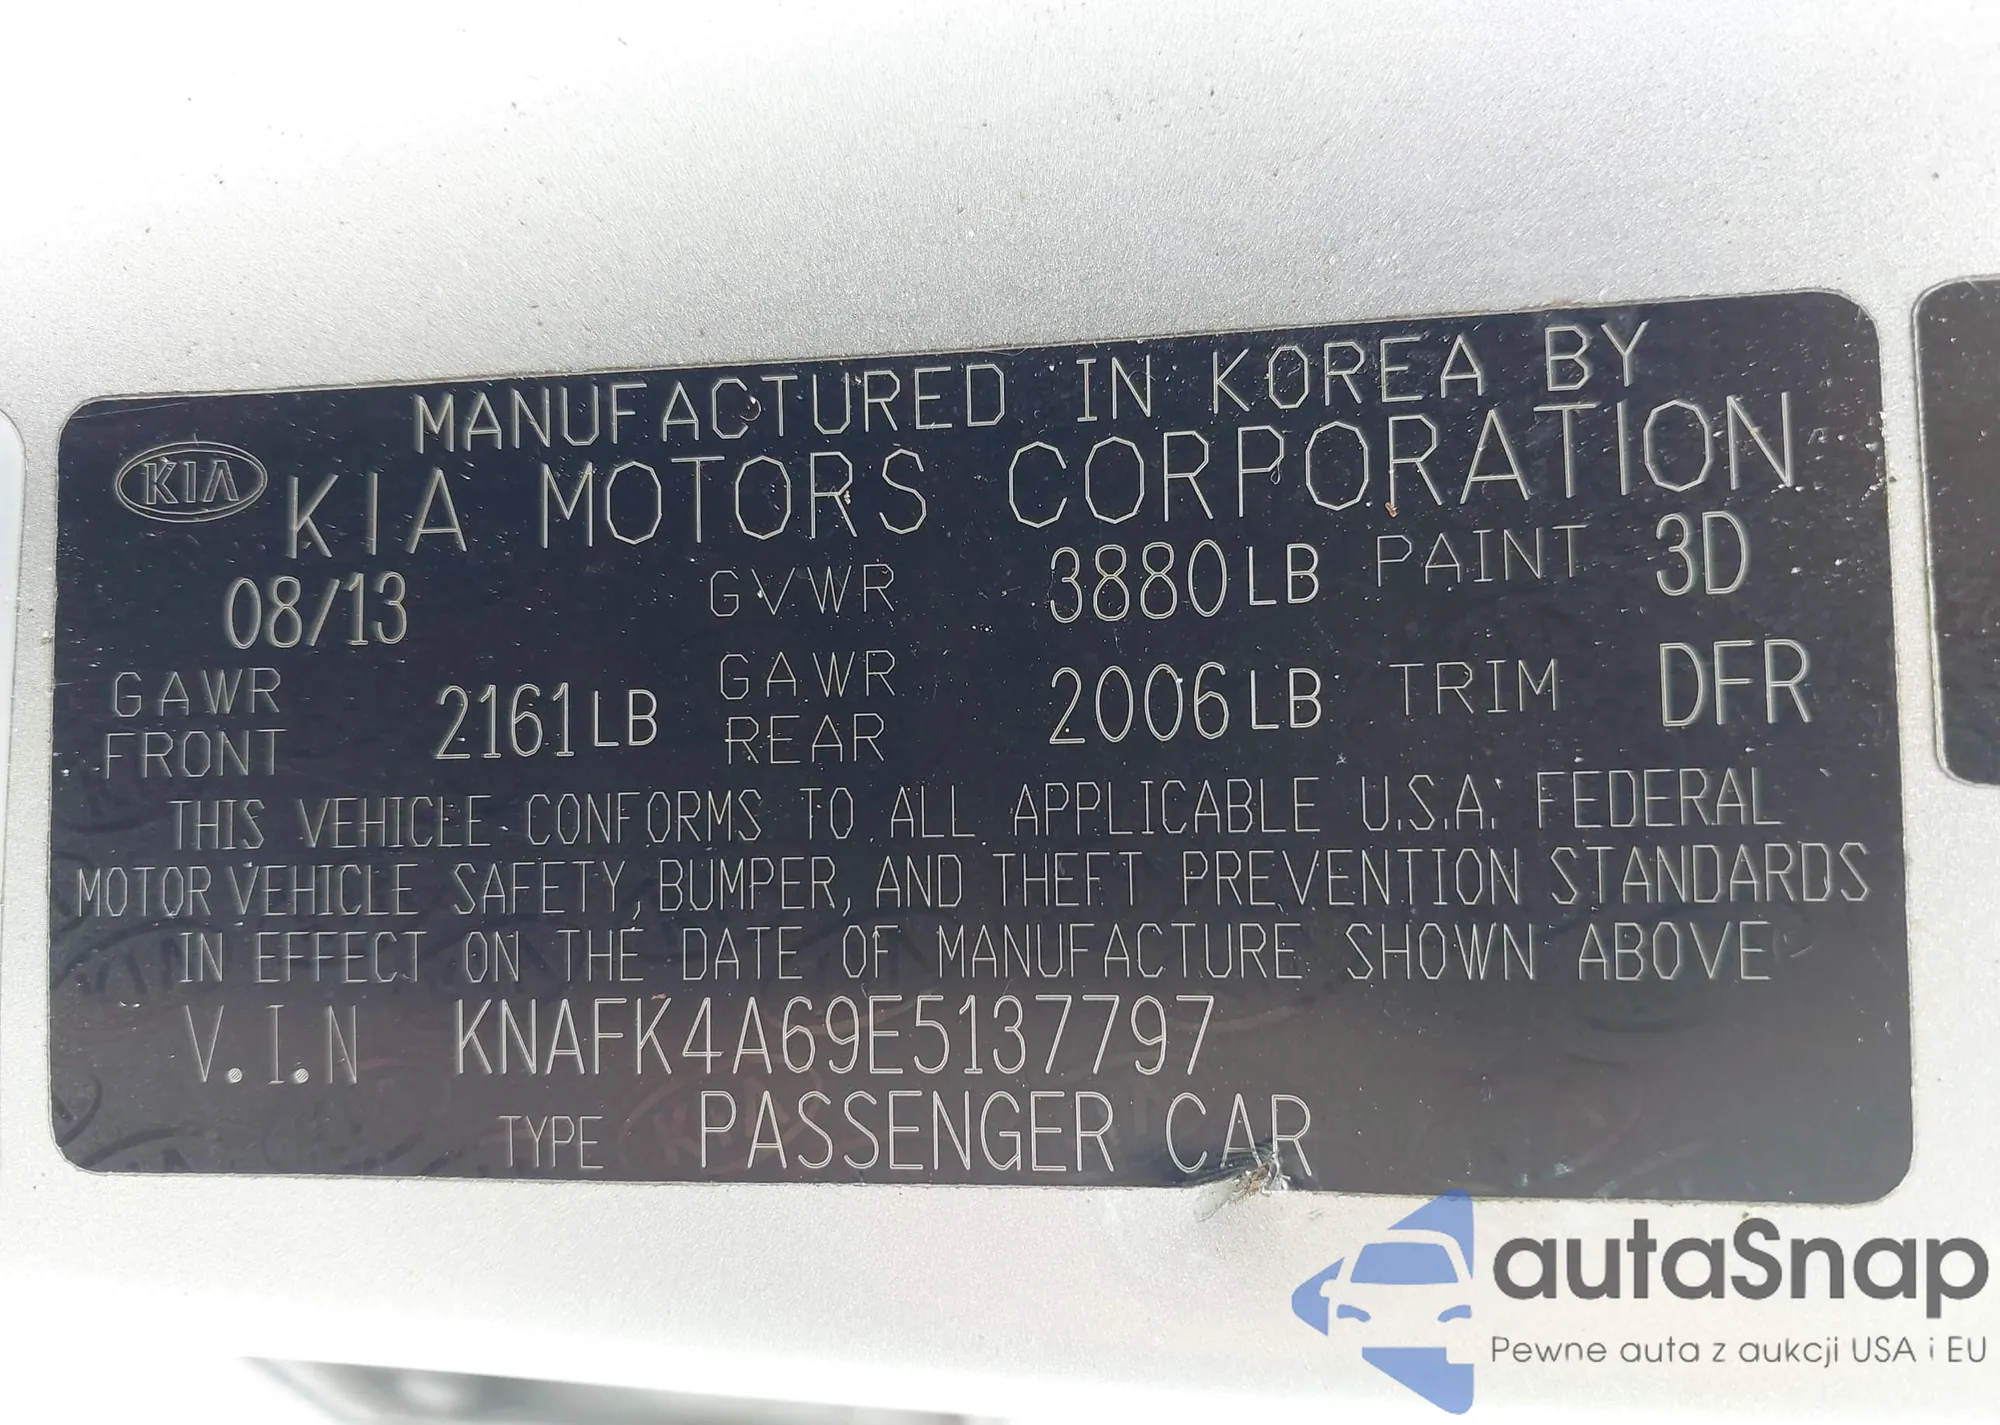 MANUFACTURED IN KOREA BY
KIA
KIA MOTORS CORPORATION
08/13 GVWR 3880LB PAINT 3D
GAWR FRONT 2161LB GAWR REAR 2006LB TRIM DFR
THIS VEHICLE CONFORMS TO ALL APPLICABLE U.S.A. FEDERAL
MOTOR VEHICLE SAFETY, BUMPER, AND THEFT PREVENTION STANDARDS
IN EFFECT ON THE DATE OF MANUFACTURE SHOWN ABOVE
V.I.N KNAFK4A69E5137797
TYPE PASSENGER CAR
autaSnap
Pewne auta z aukcji USA i EU